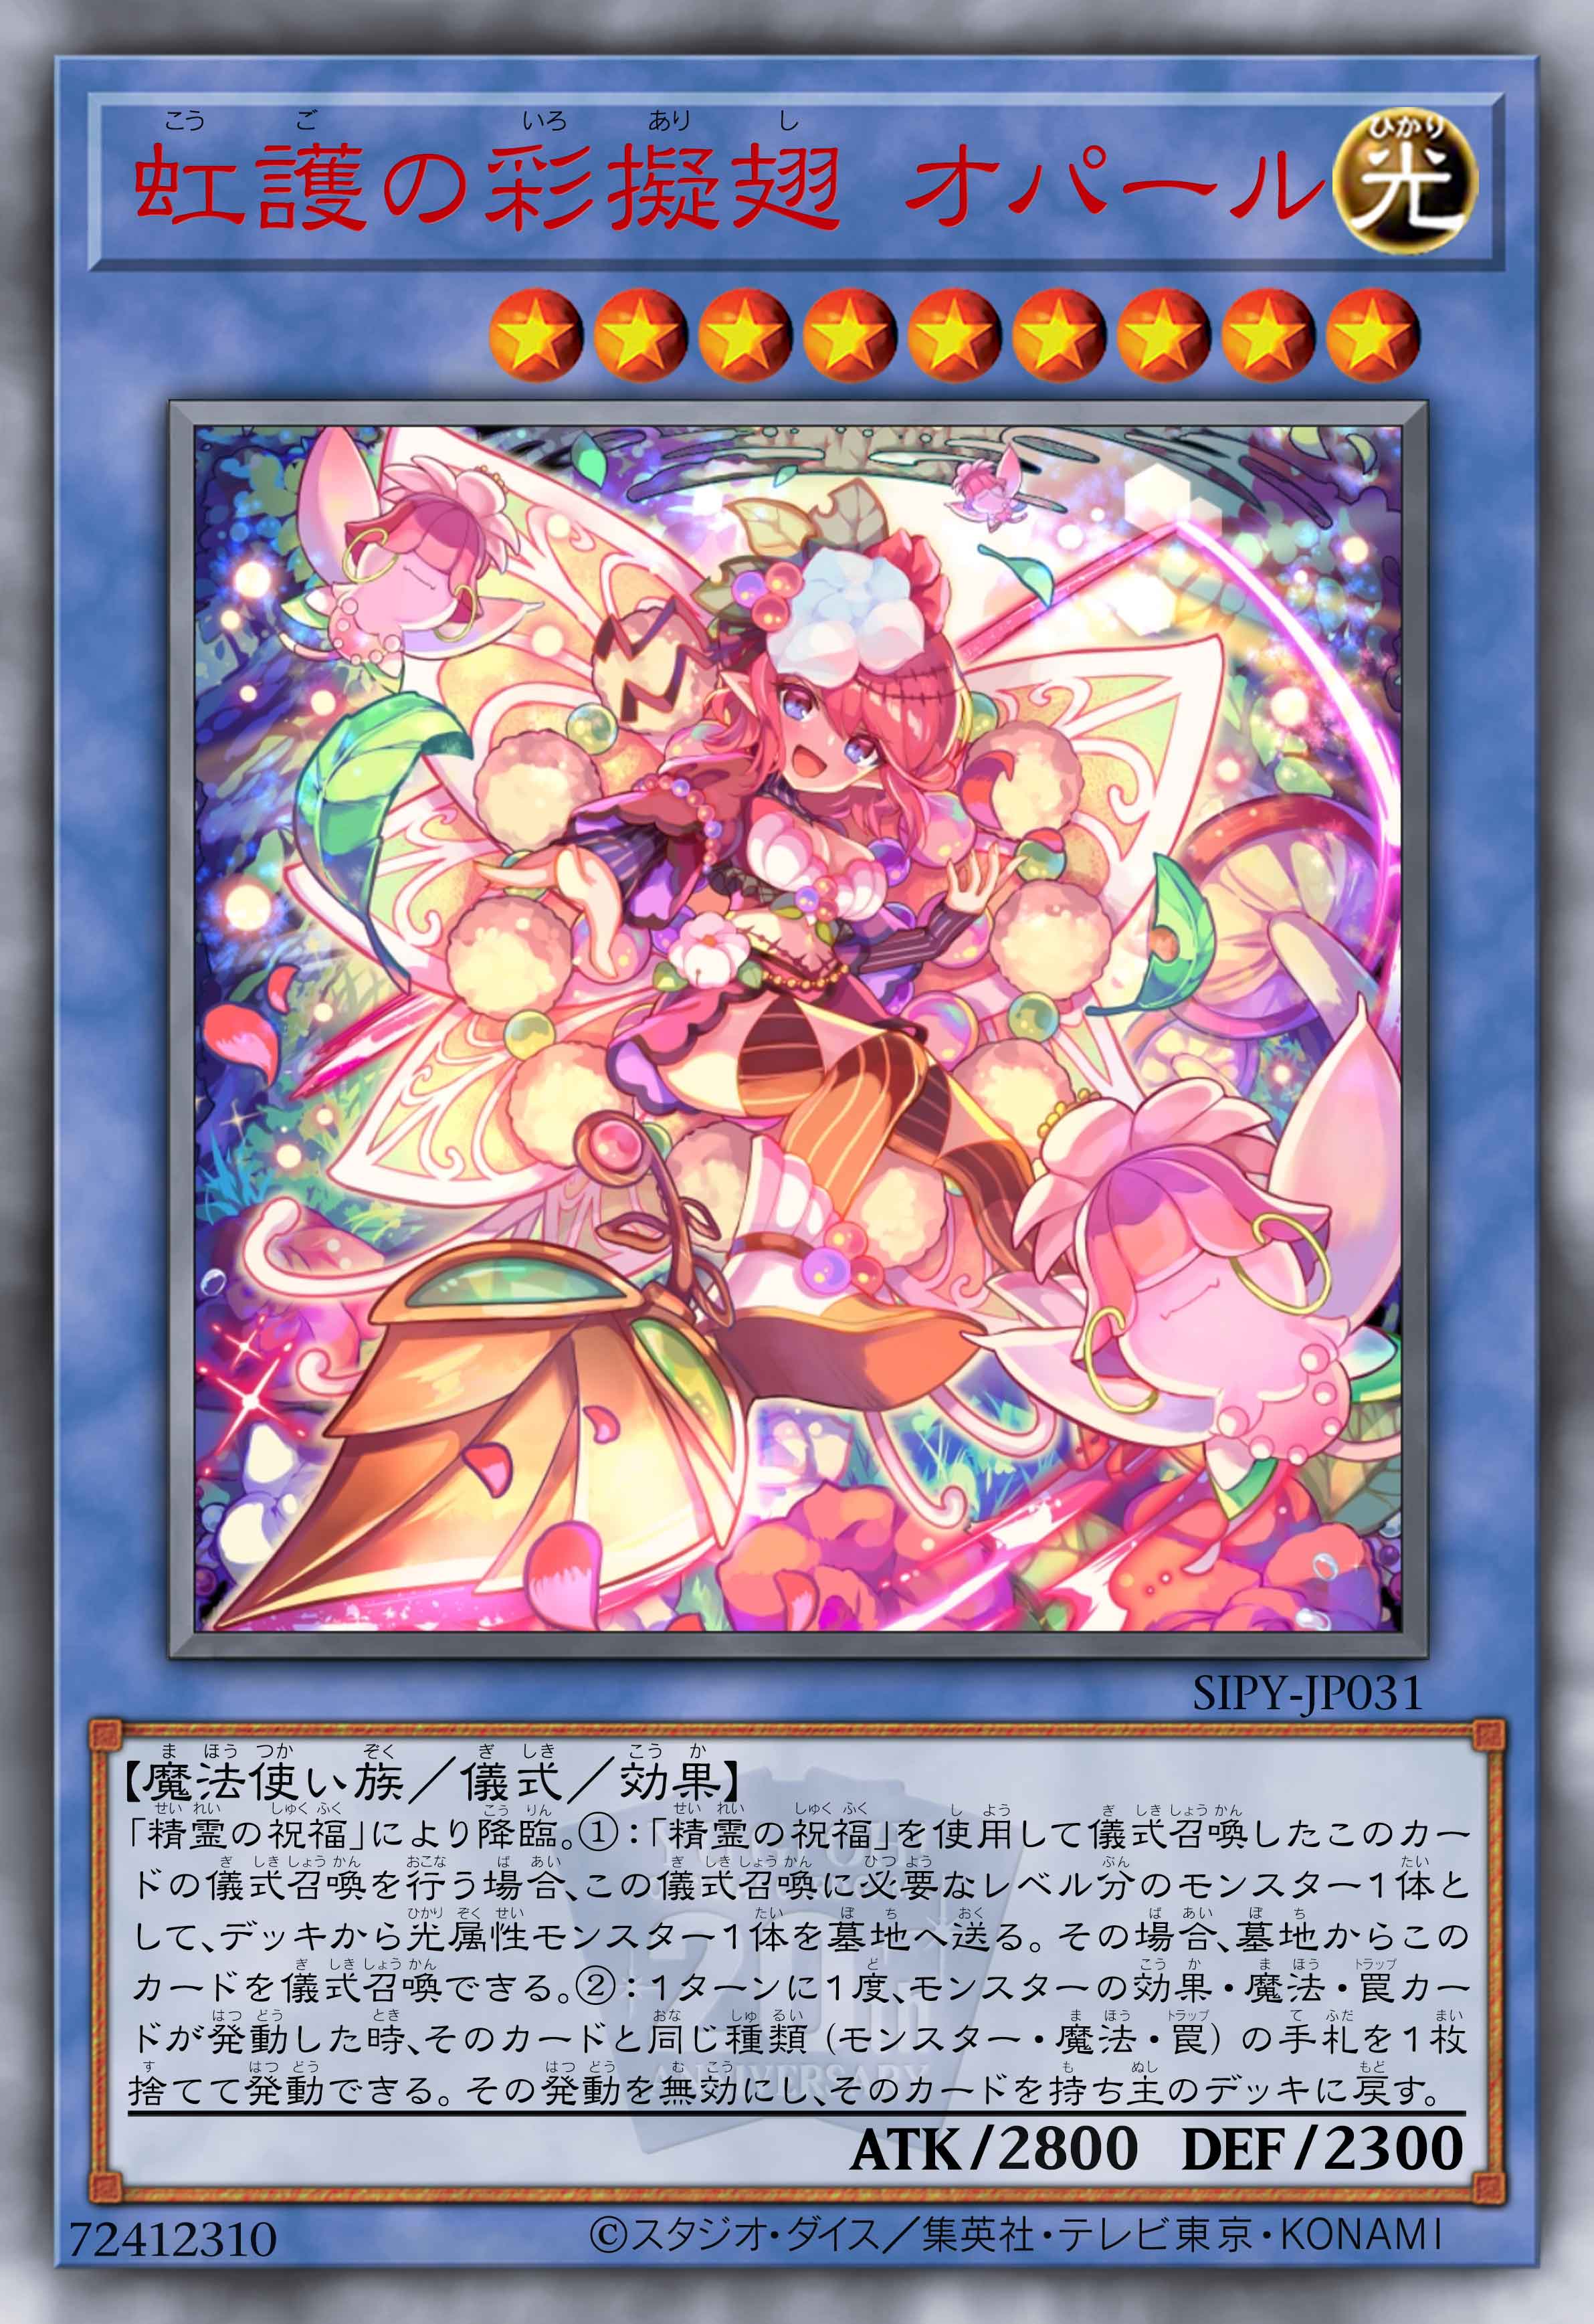 虹護の彩擬翅 オパール 光
SIPY-JP031
【魔法使い族／儀式／効果】
「精霊の祝福」により降臨。①:「精霊の祝福」を使用して儀式召喚したこのカー
ドの儀式召喚を行う場合、この儀式召喚に必要なレベル分のモンスター1体と
して、デッキから光属性モンスター1体を墓地へ送る。その場合、墓地からこの
カードを儀式召喚できる。②:1ターンに1度、モンスターの効果・魔法・罠カー
ドが発動した時、そのカードと同じ種類(モンスター・魔法・罠)の手札を1枚
捨てて発動できる。その発動を無効にし、そのカードを持ち主のデッキに戻す。
ATK/2800 DEF/2300
72412310 ©スタジオ・ダイス／集英社・テレビ東京・KONAMI